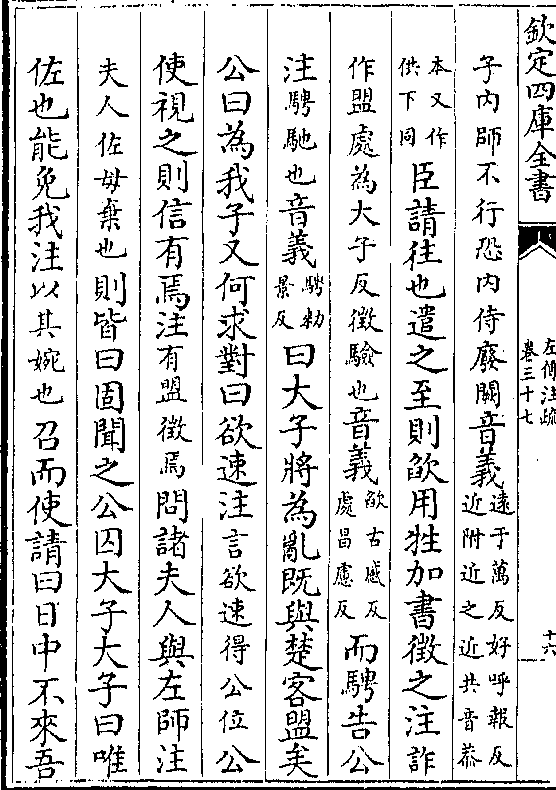 欽定四庫全書
左傳注疏
卷三十七
十六
子内師不行恐内侍廢闕音義遠于萬反好呼報反近附近之近共音恭
本又作供下同臣請往也遣之至則欿用牲加書徵之注詐
作盟處為大子反徵驗也音義欿古感反處昌慮反而騁告公
注騁馳也音義騁勑景反曰大子將為亂既與楚客盟矣
公曰為我子又何求對曰欲速注言欲速得公位公
使視之則信有焉注有盟徵焉問諸夫人與左師注
夫人佐母棄也則皆曰固聞之公囚大子大子曰唯
佐也能免我注以其婉也召而使請曰日中不來吾